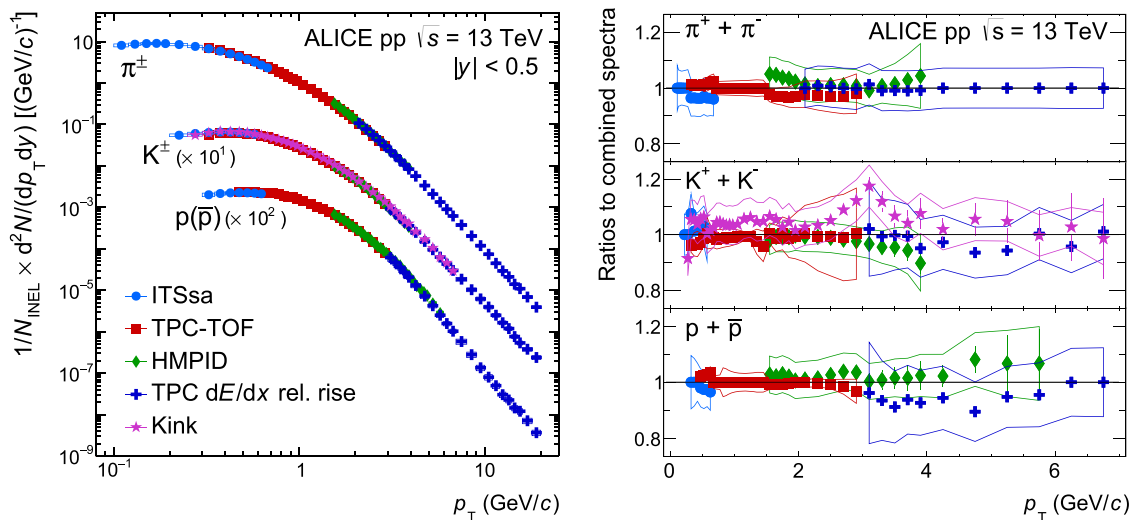 1/N_INEL × d²N/(dp_T dy) [(GeV/c)⁻¹]
10
10⁻¹
10⁻³
10⁻⁵
10⁻⁷
10⁻⁹
ALICE pp √s = 13 TeV
|y| < 0.5
π±
K± (× 10¹)
p(p̅) (× 10²)
ITSsa
TPC-TOF
HMPID
TPC dE/dx rel. rise
Kink
10⁻¹ 1 10
p_T (GeV/c)
Ratios to combined spectra
π⁺ + π⁻ ALICE pp √s = 13 TeV
1.2
1
0.8
K⁺ + K⁻
1.2
1
0.8
p + p̅
1.2
1
0.8
0 2 4 6
p_T (GeV/c)